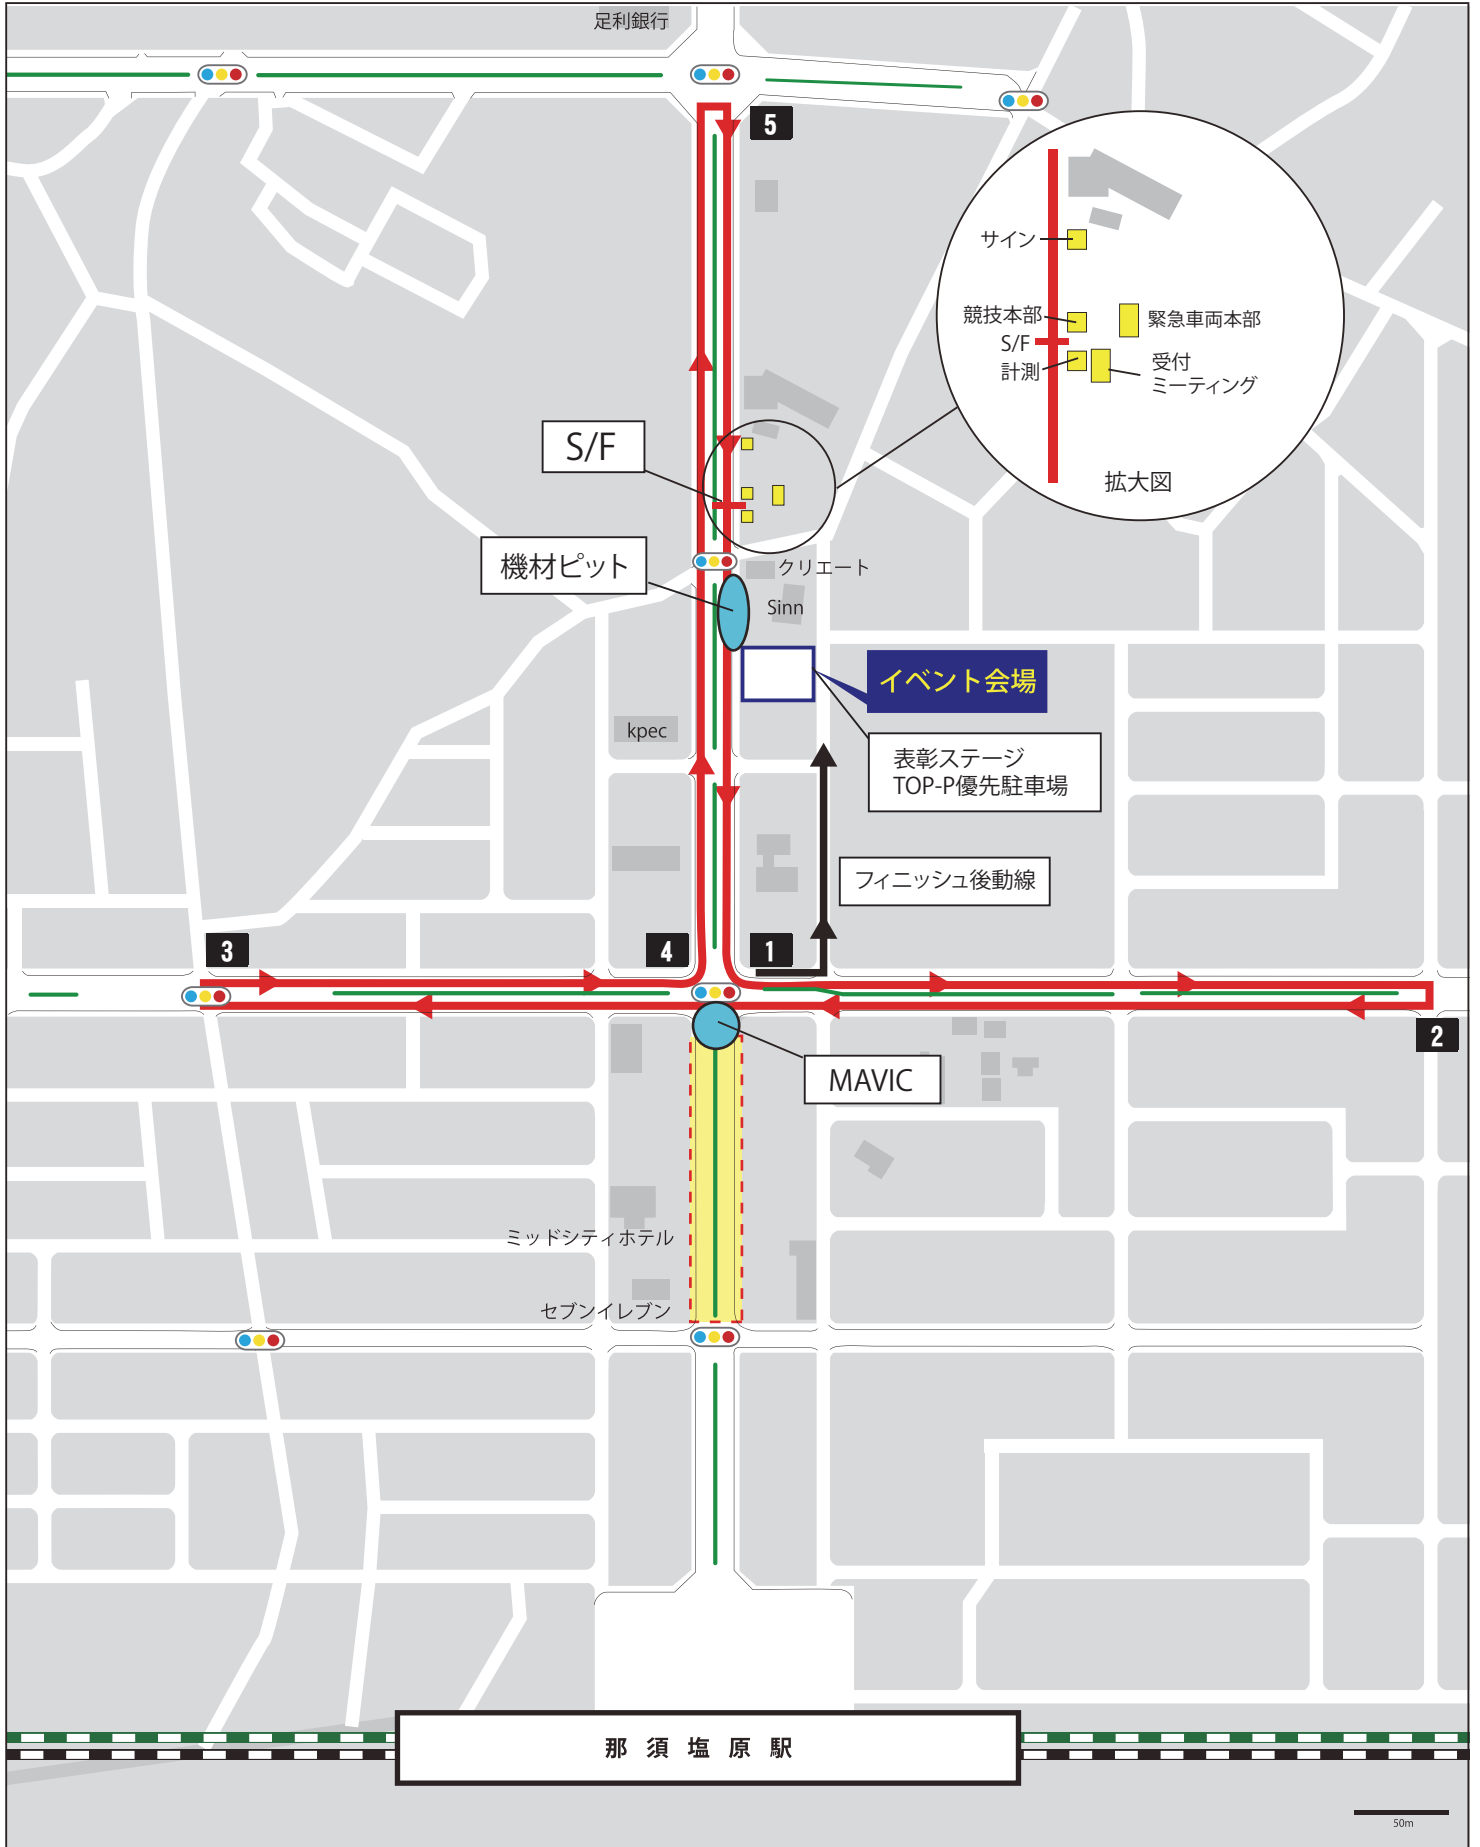 足利銀行
5
サイン
競技本部
緊急車両本部
S/F
計測
受付
ミーティング
拡大図
S/F
機材ピット
クリエート
Sinn
イベント会場
kpec
表彰ステージ
TOP-P優先駐車場
フィニッシュ後動線
3
4
1
2
MAVIC
ミッドシティホテル
セブンイレブン
那須塩原駅
50m